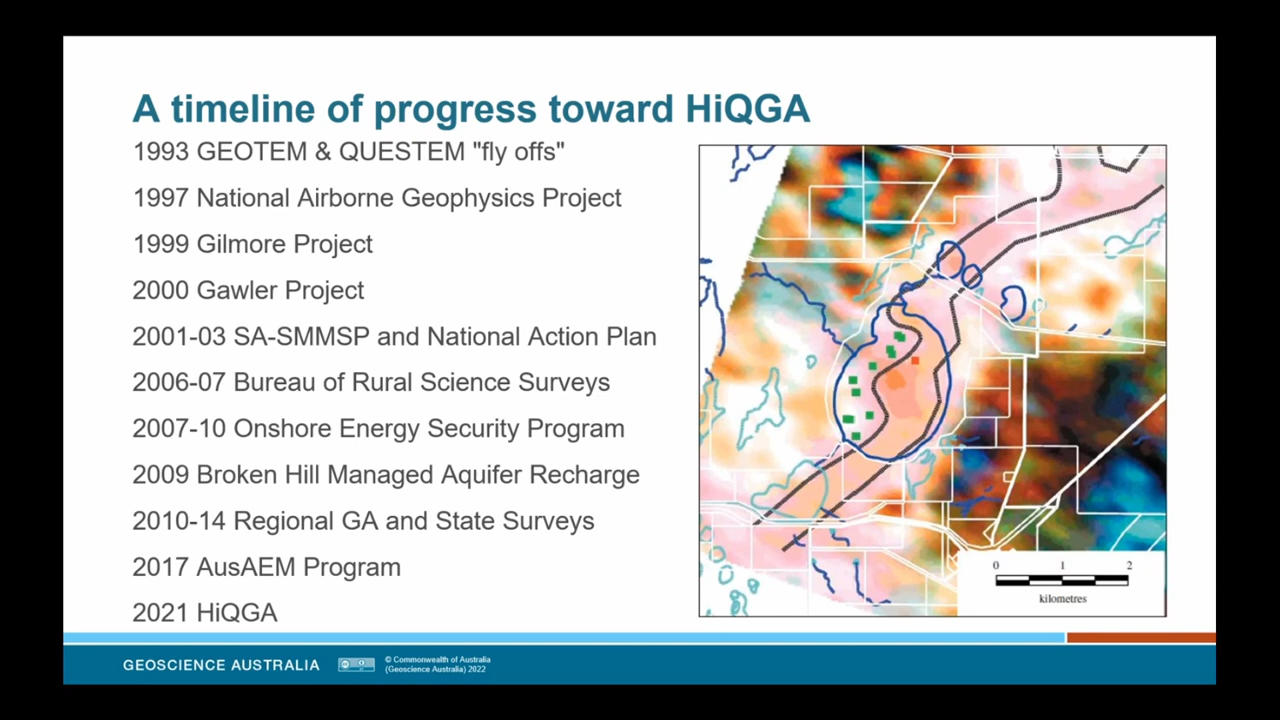 A timeline of progress toward HiQGA
1993 GEOTEM & QUESTEM "fly offs"
1997 National Airborne Geophysics Project
1999 Gilmore Project
2000 Gawler Project
2001-03 SA-SMMSP and National Action Plan
2006-07 Bureau of Rural Science Surveys
2007-10 Onshore Energy Security Program
2009 Broken Hill Managed Aquifer Recharge
2010-14 Regional GA and State Surveys
2017 AusAEM Program
2021 HiQGA
0 1 2
kilometres
GEOSCIENCE AUSTRALIA
© Commonwealth of Australia
(Geoscience Australia) 2022